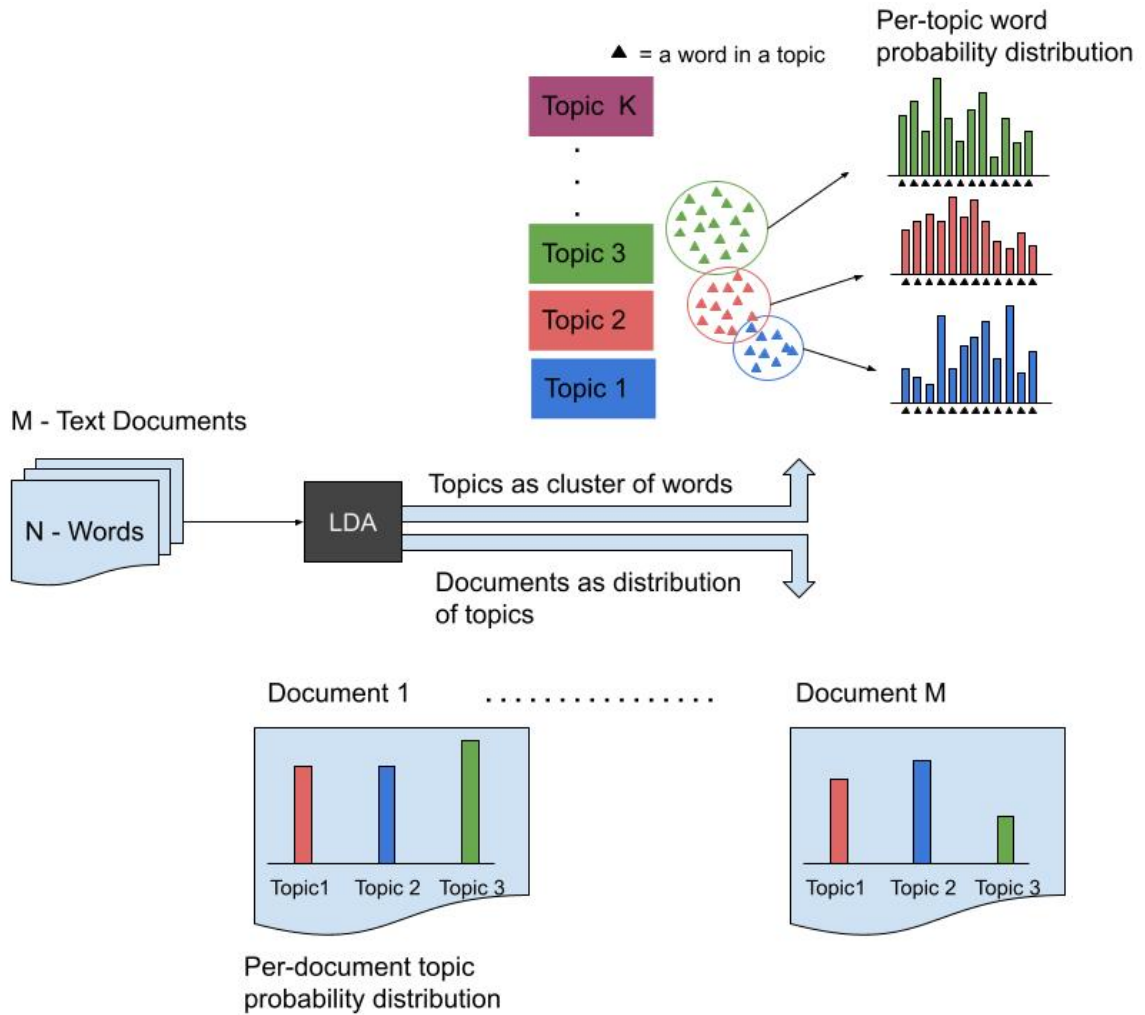 Per-topic word
probability distribution
▲ = a word in a topic
Topic K
.
.
.
Topic 3
Topic 2
Topic 1
M - Text Documents
N - Words
LDA
Topics as cluster of words
Documents as distribution
of topics
Document 1
. . . . . . . . . . . . . . . .
Document M
Topic1 Topic 2 Topic 3
Topic1 Topic 2 Topic 3
Per-document topic
probability distribution